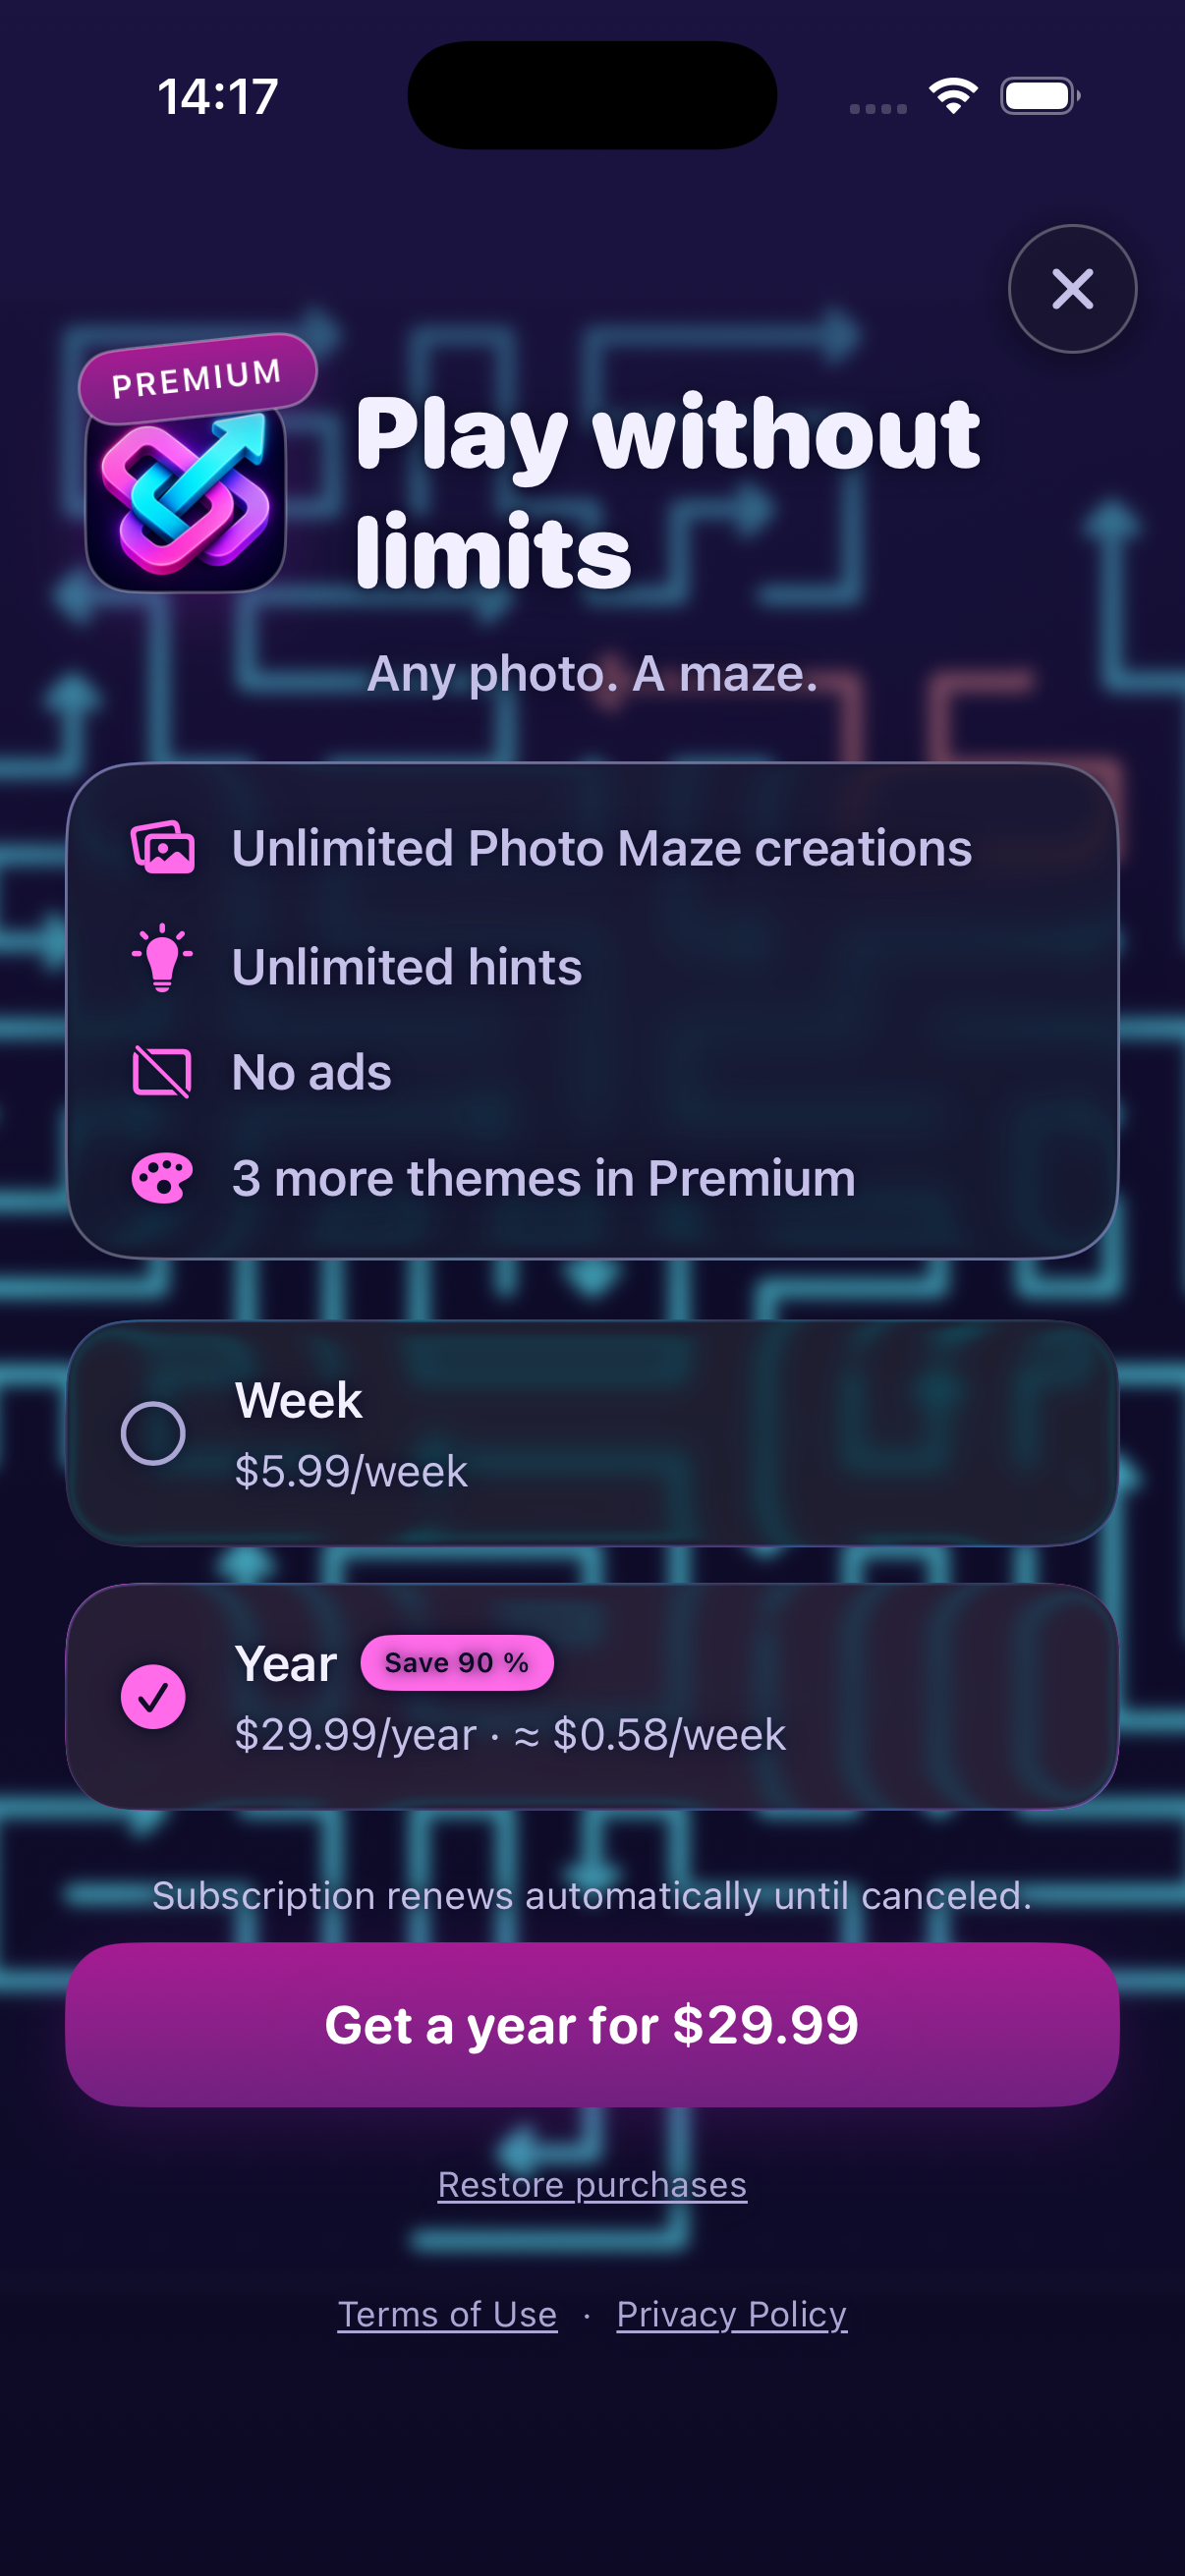 14:17
PREMIUM
Play without
limits
Any photo. A maze.
Unlimited Photo Maze creations
Unlimited hints
No ads
3 more themes in Premium
Week
$5.99/week
Year Save 90 %
$29.99/year · ≈ $0.58/week
Subscription renews automatically until canceled.
Get a year for $29.99
Restore purchases
Terms of Use · Privacy Policy